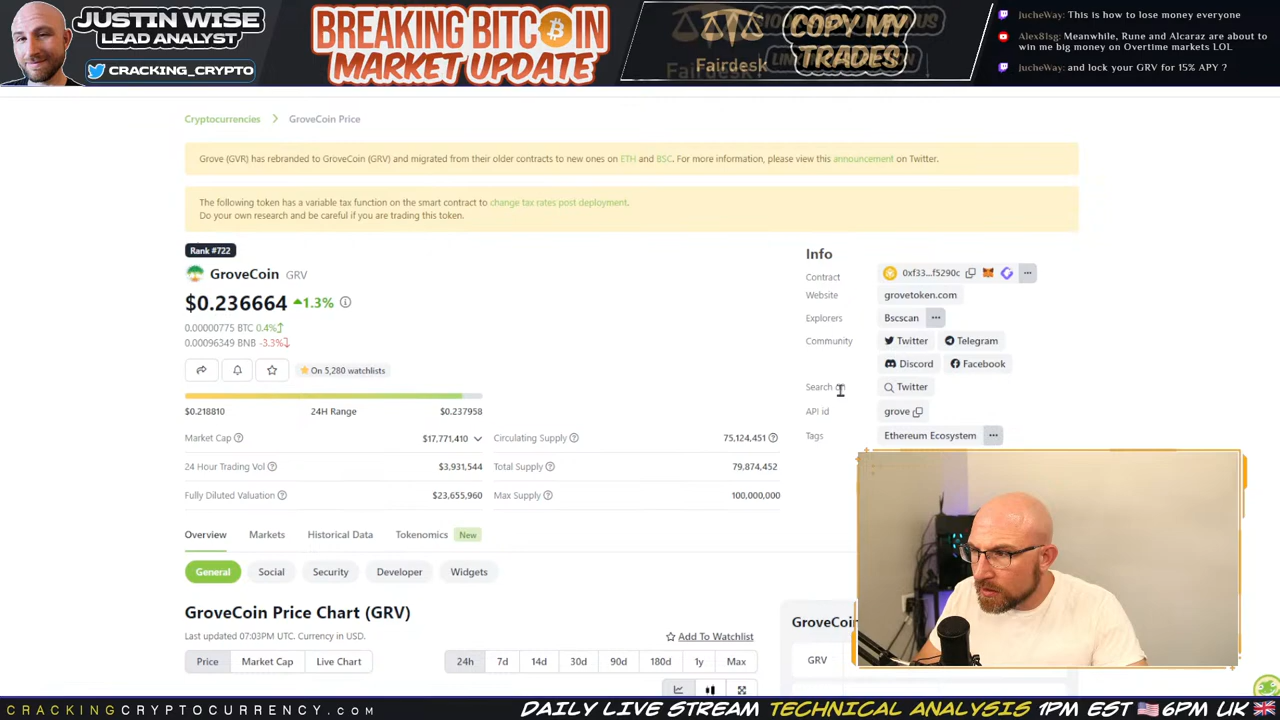 JUSTIN WISE
LEAD ANALYST
CRACKING_CRYPTO
BREAKING BITCOIN
MARKET UPDATE
COPY MY
TRADES
Fairdesk
JucheWay: This is how to lose money everyone
Alex8lsg: Meanwhile, Rune and Alcaraz are about to
win me big money on Overtime markets LOL
JucheWay: and lock your GRV for 15% APY ?
Cryptocurrencies > GroveCoin Price
Grove (GVR) has rebranded to GroveCoin (GRV) and migrated from their older contracts to new ones on ETH and BSC. For more information, please view this announcement on Twitter.
The following token has a variable tax function on the smart contract to change tax rates post deployment.
Do your own research and be careful if you are trading this token.
Rank #722
GroveCoin GRV
$0.236664 1.3%
0.00000775 BTC 0.4%
0.00096349 BNB -3.3%
On 5,280 watchlists
$0.218810 24H Range $0.237958
Market Cap $17,771,410 Circulating Supply 75,124,451
24 Hour Trading Vol $3,931,544 Total Supply 79,874,452
Fully Diluted Valuation $23,655,960 Max Supply 100,000,000
Info
Contract 0xf33...f5290c
Website grovetoken.com
Explorers Bscscan
Community Twitter Telegram
Discord Facebook
Search on Twitter
API id grove
Tags Ethereum Ecosystem
Overview Markets Historical Data Tokenomics New
General Social Security Developer Widgets
GroveCoin Price Chart (GRV)
Last updated 07:03PM UTC. Currency in USD.
Add To Watchlist
Price Market Cap Live Chart 24h 7d 14d 30d 90d 180d 1y Max
GroveCoin
GRV
CRACKINGCRYPTOCURRENCY.com
DAILY LIVE STREAM TECHNICAL ANALYSIS 1PM EST 6PM UK